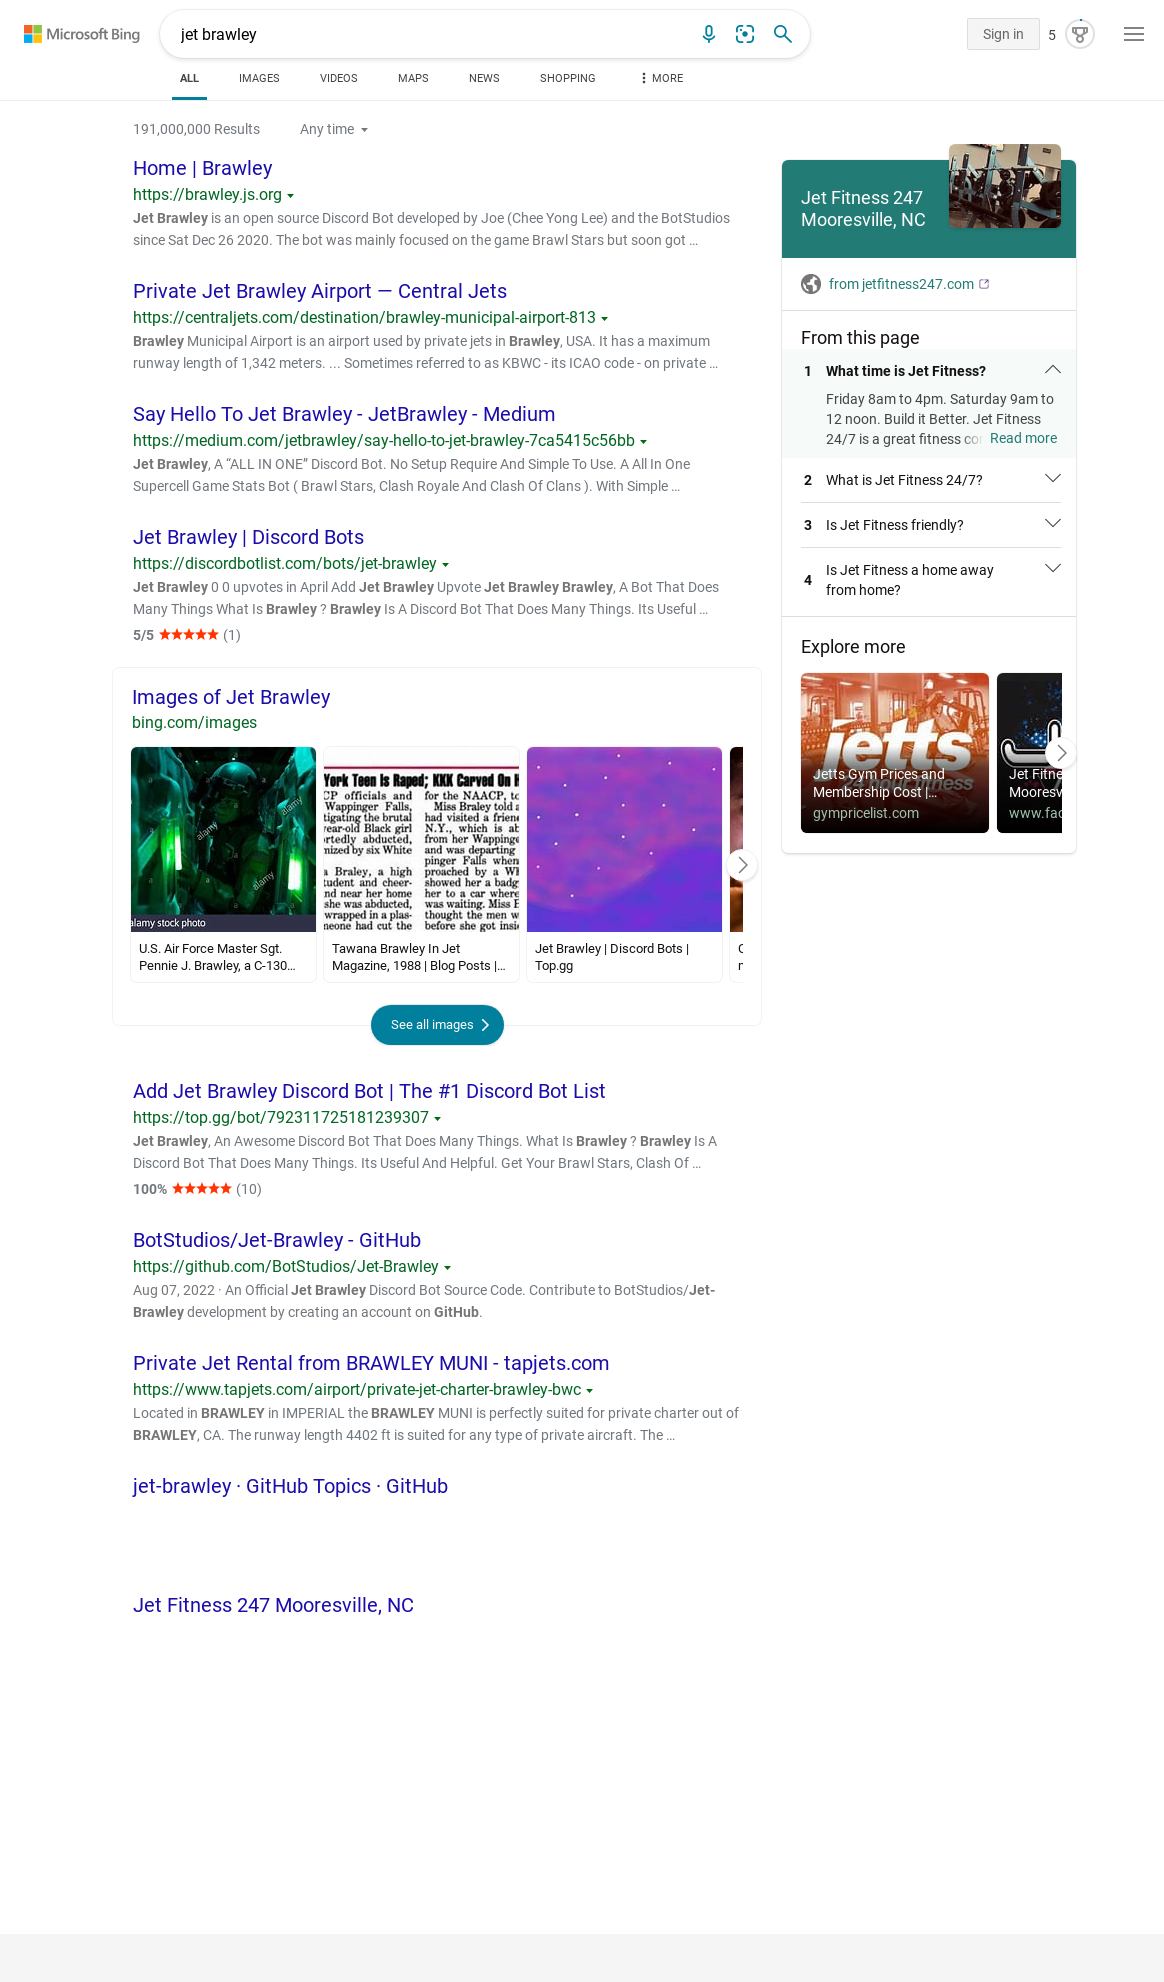 Microsoft Bing
jet brawley
Sign in
5
ALL
IMAGES
VIDEOS
MAPS
NEWS
SHOPPING
MORE
191,000,000 Results
Any time
Home | Brawley
https://brawley.js.org
Jet Brawley is an open source Discord Bot developed by Joe (Chee Yong Lee) and the BotStudios
since Sat Dec 26 2020. The bot was mainly focused on the game Brawl Stars but soon got …
Private Jet Brawley Airport — Central Jets
https://centraljets.com/destination/brawley-municipal-airport-813
Brawley Municipal Airport is an airport used by private jets in Brawley, USA. It has a maximum
runway length of 1,342 meters. ... Sometimes referred to as KBWC - its ICAO code - on private …
Say Hello To Jet Brawley - JetBrawley - Medium
https://medium.com/jetbrawley/say-hello-to-jet-brawley-7ca5415c56bb
Jet Brawley, A “ALL IN ONE” Discord Bot. No Setup Require And Simple To Use. A All In One
Supercell Game Stats Bot ( Brawl Stars, Clash Royale And Clash Of Clans ). With Simple …
Jet Brawley | Discord Bots
https://discordbotlist.com/bots/jet-brawley
Jet Brawley 0 0 upvotes in April Add Jet Brawley Upvote Jet Brawley Brawley, A Bot That Does
Many Things What Is Brawley ? Brawley Is A Discord Bot That Does Many Things. Its Useful …
5/5 ★★★★★ (1)
Images of Jet Brawley
bing.com/images
alamy
alamy
alamy
alamy stock photo
York Teen Is Raped; KKK Carved On H
CP officials and
Wappinger Falls,
tigating the brutal
year-old Black girl
rtedly abducted,
mized by six White
a Braley, a high
tudent and cheer-
nd near her home
she was abducted,
wrapped in a plas-
meone had cut the
for the NAACP, to
Miss Braley told a
had visited a friend
N.Y., which is ab
from her Wapping
and was departing
pinger Falls when
proached by a Wh
showed her a badg
her to a car where
was waiting. Miss B
thought the men w
before she got insid
U.S. Air Force Master Sgt.
Pennie J. Brawley, a C-130…
Tawana Brawley In Jet
Magazine, 1988 | Blog Posts |…
Jet Brawley | Discord Bots |
Top.gg
See all images
Add Jet Brawley Discord Bot | The #1 Discord Bot List
https://top.gg/bot/792311725181239307
Jet Brawley, An Awesome Discord Bot That Does Many Things. What Is Brawley ? Brawley Is A
Discord Bot That Does Many Things. Its Useful And Helpful. Get Your Brawl Stars, Clash Of …
100% ★★★★★ (10)
BotStudios/Jet-Brawley - GitHub
https://github.com/BotStudios/Jet-Brawley
Aug 07, 2022 · An Official Jet Brawley Discord Bot Source Code. Contribute to BotStudios/Jet-
Brawley development by creating an account on GitHub.
Private Jet Rental from BRAWLEY MUNI - tapjets.com
https://www.tapjets.com/airport/private-jet-charter-brawley-bwc
Located in BRAWLEY in IMPERIAL the BRAWLEY MUNI is perfectly suited for private charter out of
BRAWLEY, CA. The runway length 4402 ft is suited for any type of private aircraft. The …
jet-brawley · GitHub Topics · GitHub
Jet Fitness 247 Mooresville, NC
Jet Fitness 247
Mooresville, NC
from jetfitness247.com
From this page
1 What time is Jet Fitness?
Friday 8am to 4pm. Saturday 9am to
12 noon. Build it Better. Jet Fitness
24/7 is a great fitness Read more
2 What is Jet Fitness 24/7?
3 Is Jet Fitness friendly?
4 Is Jet Fitness a home away
from home?
Explore more
jetts
24 hour fitness
Jetts Gym Prices and
Membership Cost |…
gympricelist.com
Jet Fitne
Mooresv
www.fac